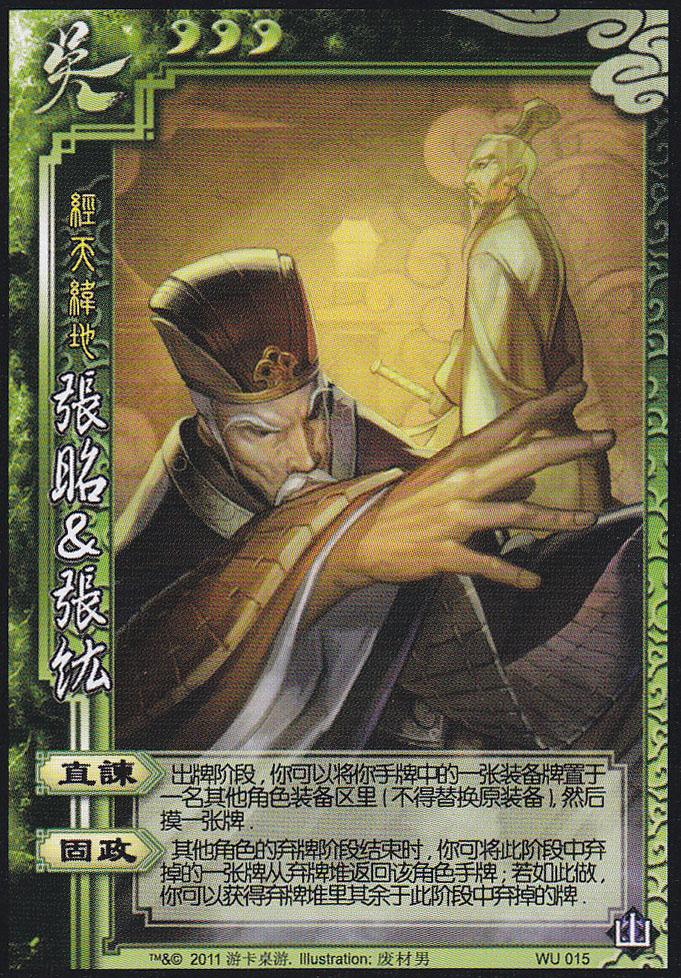 吴
經天緯地
張昭&張紘
直諫
出牌阶段,你可以将你手牌中的一张装备牌置于
一名其他角色装备区里(不得替换原装备),然后
摸一张牌.
固政
其他角色的弃牌阶段结束时,你可将此阶段中弃
掉的一张牌从弃牌堆返回该角色手牌;若如此做,
你可以获得弃牌堆里其余于此阶段中弃掉的牌.
™&© 2011 游卡桌游. Illustration: 废材男
WU 015
山